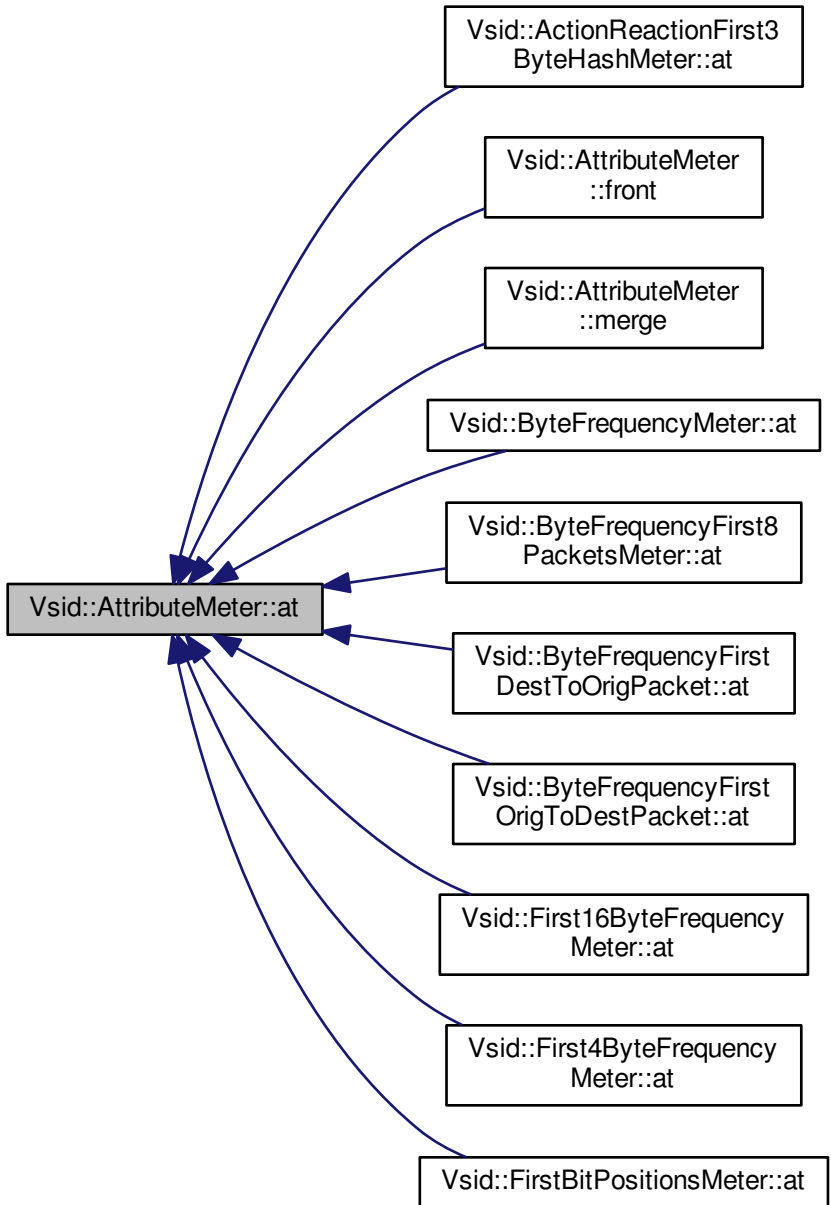 Vsid::ActionReactionFirst3
ByteHashMeter::at
Vsid::AttributeMeter
::front
Vsid::AttributeMeter
::merge
Vsid::ByteFrequencyMeter::at
Vsid::ByteFrequencyFirst8
PacketsMeter::at
Vsid::AttributeMeter::at
Vsid::ByteFrequencyFirst
DestToOrigPacket::at
Vsid::ByteFrequencyFirst
OrigToDestPacket::at
Vsid::First16ByteFrequency
Meter::at
Vsid::First4ByteFrequency
Meter::at
Vsid::FirstBitPositionsMeter::at